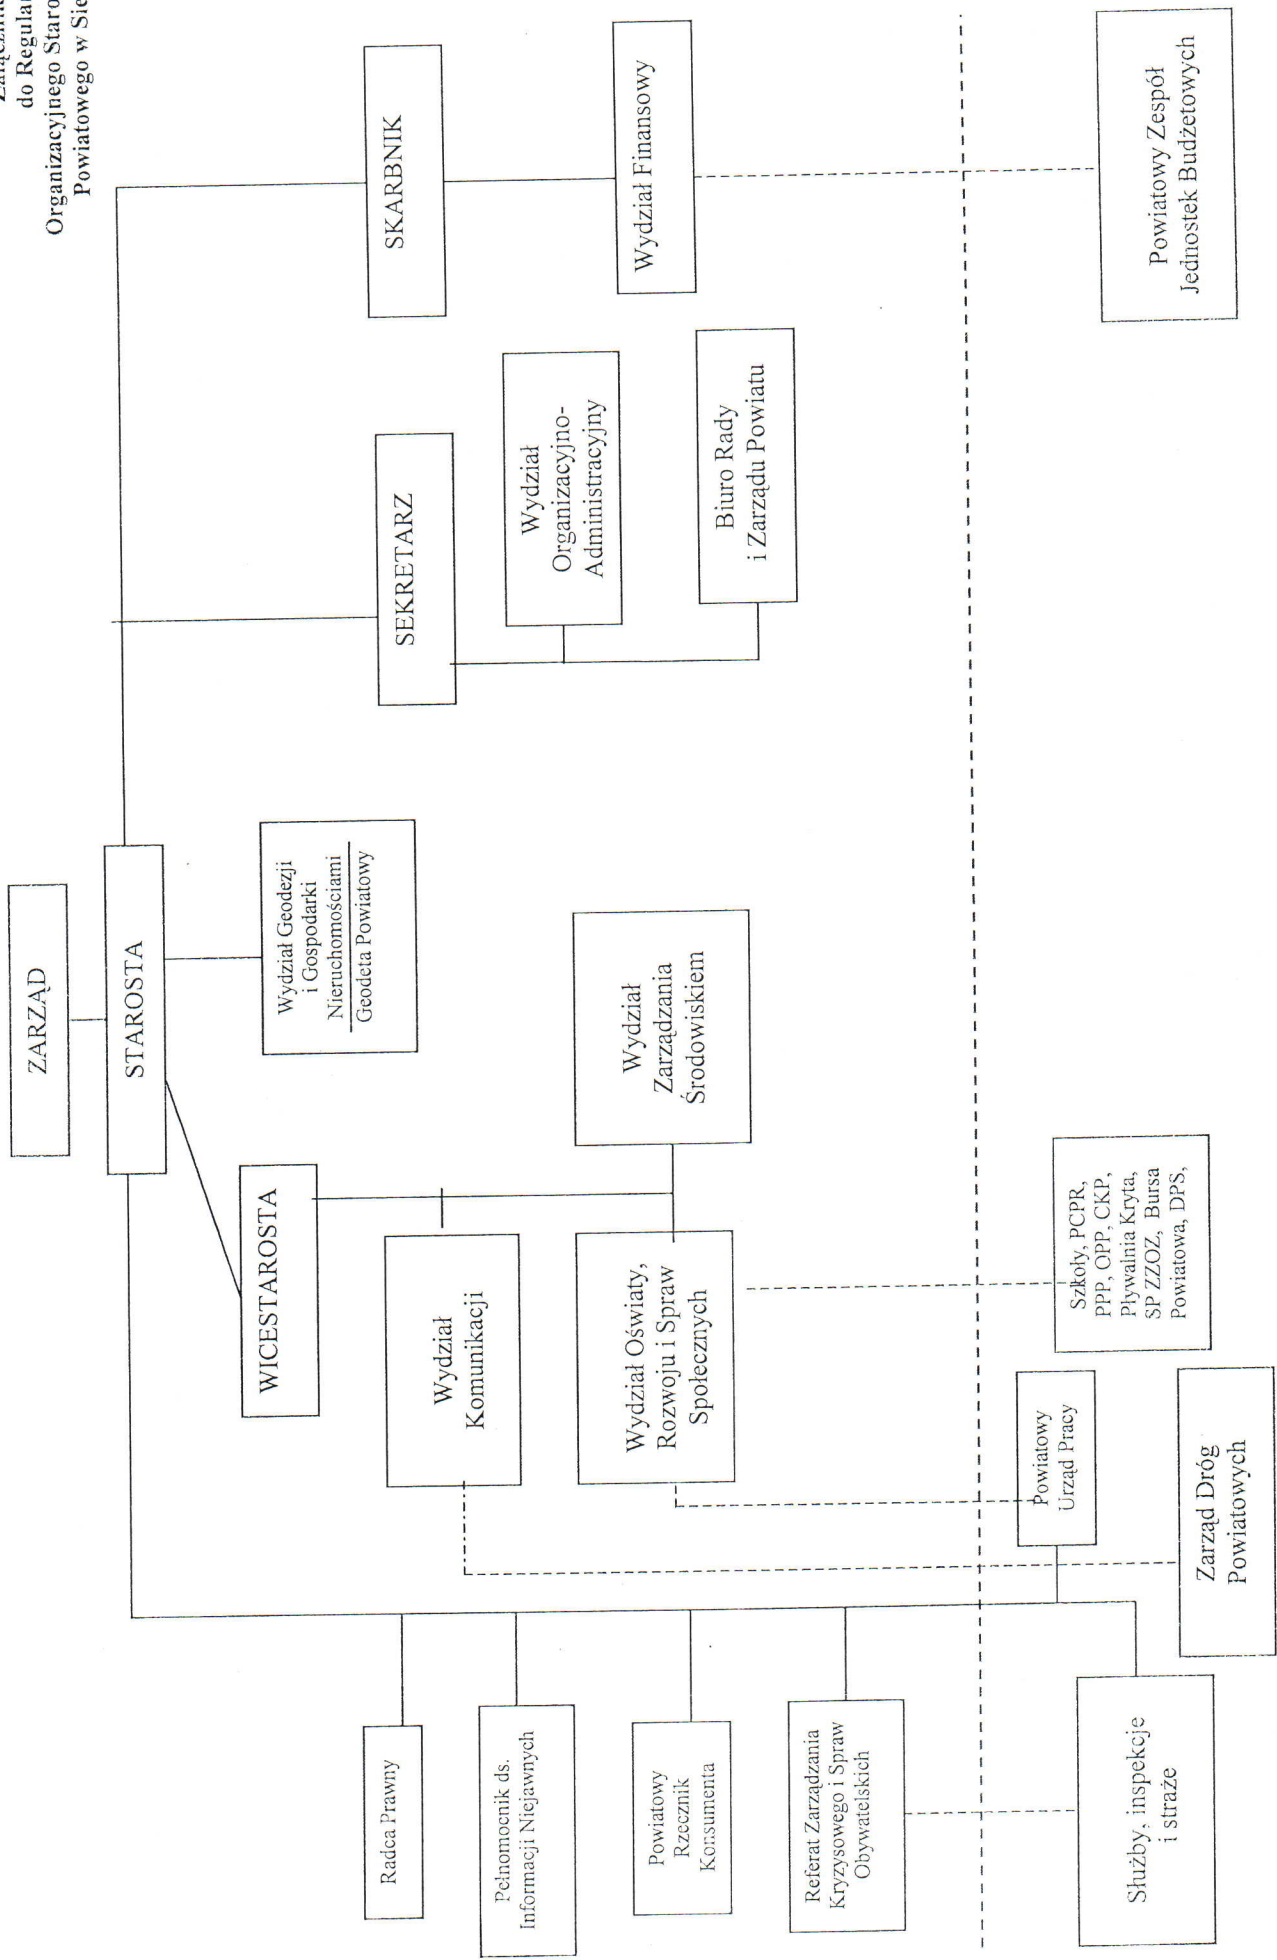 do Regula
Organizacyjnego Staro
Powiatowego w Sie
ZARZĄD
STAROSTA
WICESTAROSTA
Wydział Geodezji
i Gospodarki
Nieruchomościami
Geodeta Powiatowy
SEKRETARZ
SKARBNIK
Radca Prawny
Pełnomocnik ds.
Informacji Niejawnych
Powiatowy
Rzecznik
Konsumenta
Referat Zarządzania
Kryzysowego i Spraw
Obywatelskich
Wydział
Komunikacji
Wydział Oświaty,
Rozwoju i Spraw
Społecznych
Wydział
Zarządzania
Środowiskiem
Wydział
Organizacyjno-
Administracyjny
Biuro Rady
i Zarządu Powiatu
Wydział Finansowy
Służby, inspekcje
i straże
Powiatowy
Urząd Pracy
Zarząd Dróg
Powiatowych
Szkoły, PCPR,
PPP, OPP, CKP,
Pływalnia Kryta,
SP ZZOZ, Bursa
Powiatowa, DPS,
Powiatowy Zespół
Jednostek Budżetowych